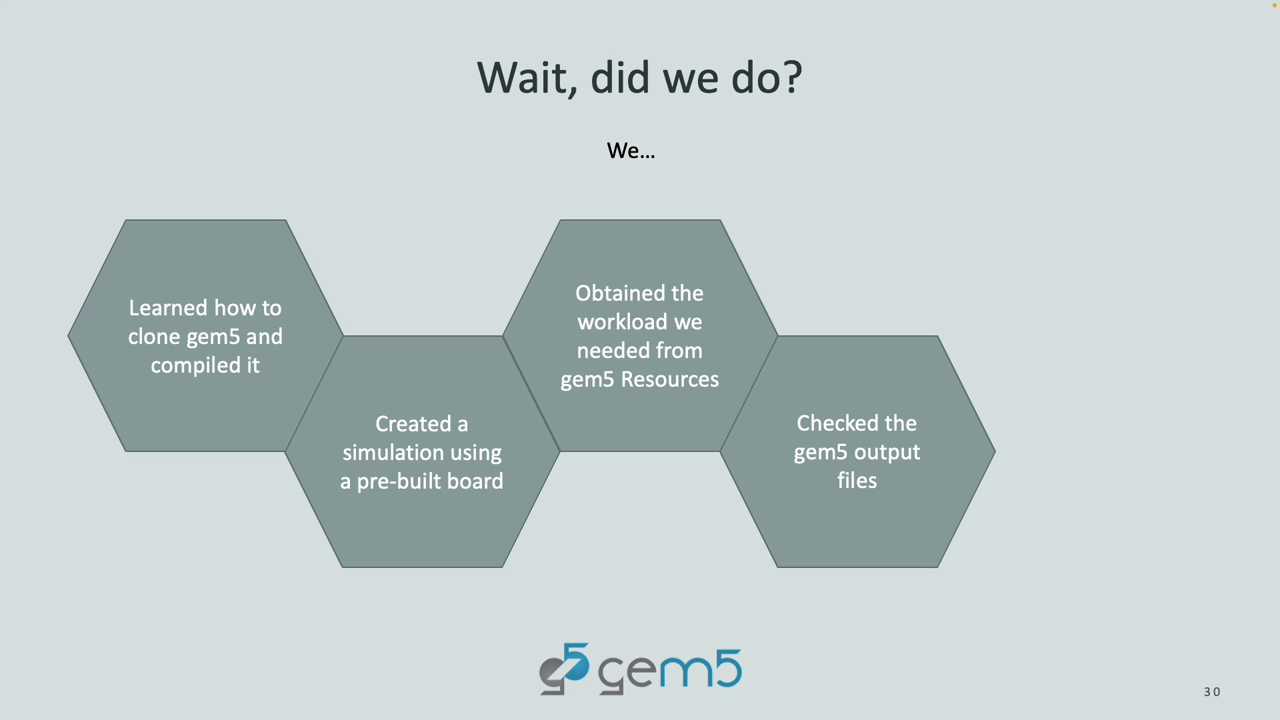 Wait, did we do?
We…
Learned how to
clone gem5 and
compiled it
Created a
simulation using
a pre-built board
Obtained the
workload we
needed from
gem5 Resources
Checked the
gem5 output
files
g5 gem5
30